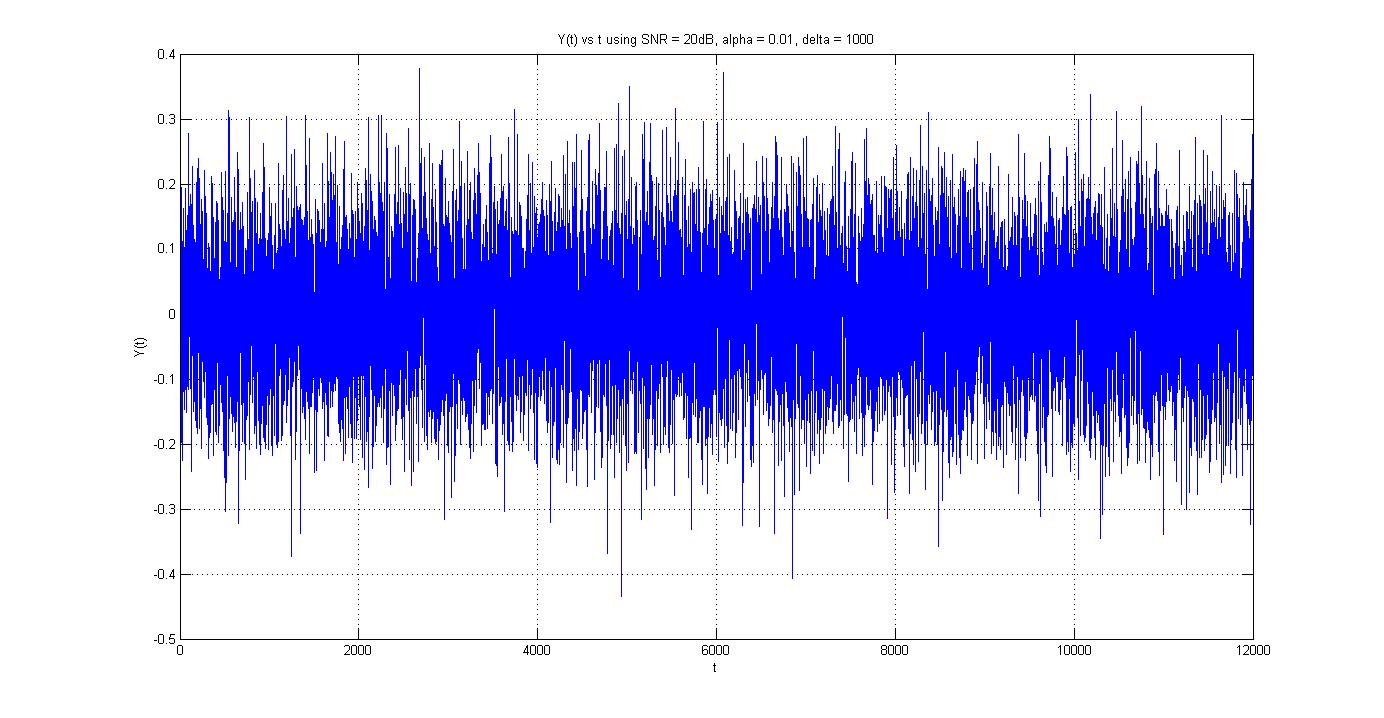 Y(t) vs t using SNR = 20dB, alpha = 0.01, delta = 1000
0.4
0.3
0.2
0.1
0
-0.1
-0.2
-0.3
-0.4
-0.5
Y(t)
0 2000 4000 6000 8000 10000 12000
t